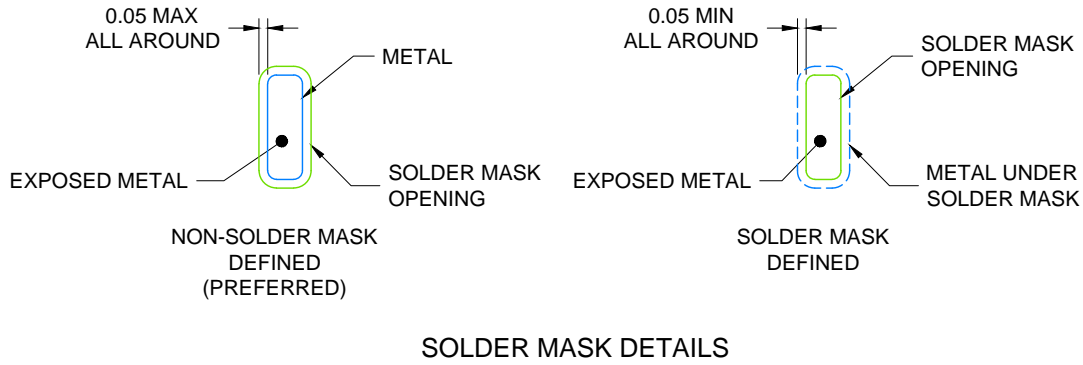 0.05 MAX
ALL AROUND
METAL
EXPOSED METAL
SOLDER MASK
OPENING
NON-SOLDER MASK
DEFINED
(PREFERRED)
0.05 MIN
ALL AROUND
SOLDER MASK
OPENING
EXPOSED METAL
METAL UNDER
SOLDER MASK
SOLDER MASK
DEFINED
SOLDER MASK DETAILS